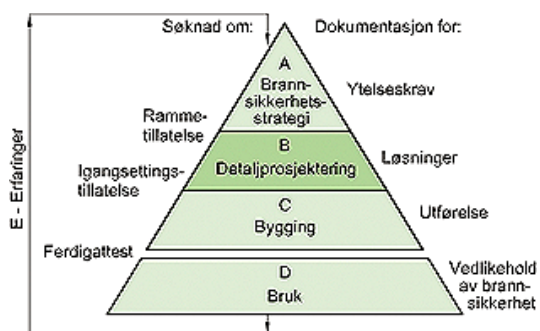 Søknad om:
Dokumentasjon for:
A
Brann-
sikkerhets-
strategi
Ytelseskrav
Ramme-
tillatelse
B
Detaljprosjektering
Løsninger
Igangsettings-
tillatelse
C
Bygging
Utførelse
Ferdigattest
D
Bruk
Vedlikehold
av brann-
sikkerhet
E - Erfaringer